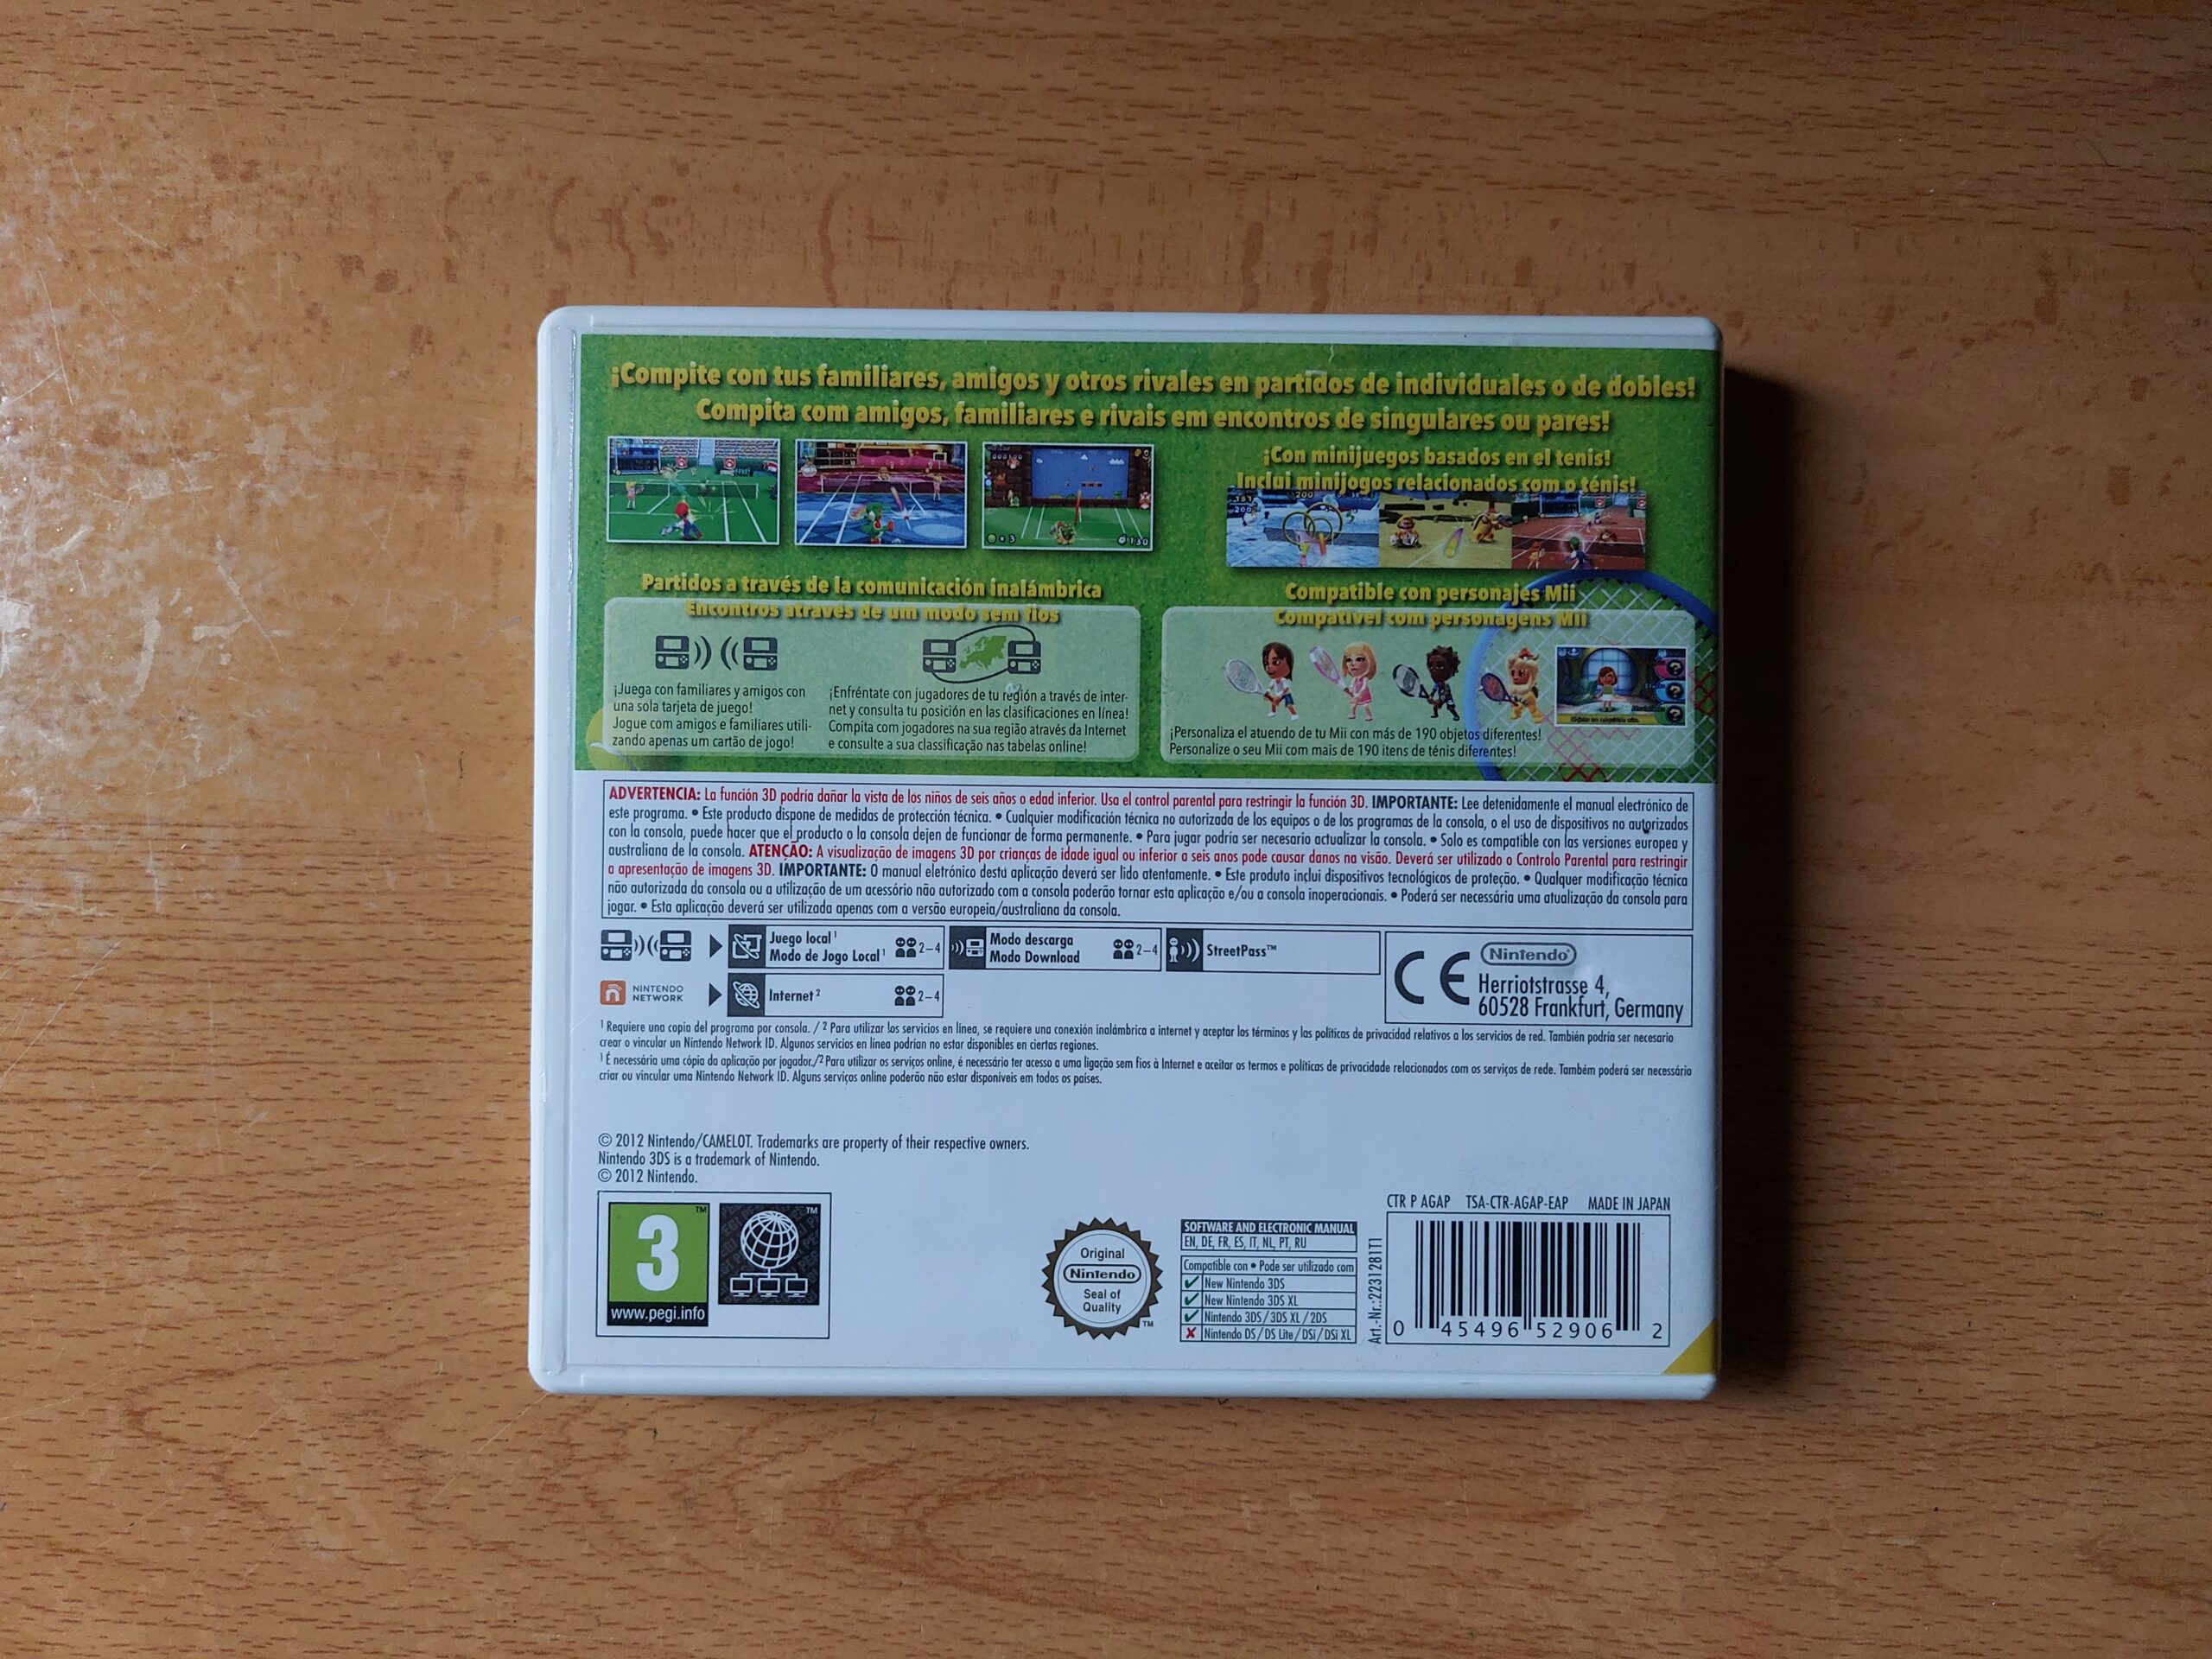 ¡Compite con tus familiares, amigos y otros rivales en partidos de individuales o de dobles!
Compita com amigos, familiares e rivais em encontros de singulares ou pares!
¡Con minijuegos basados en el tenis!
Inclui minijogos relacionados com o ténis!
Partidos a través de la comunicación inalámbrica
Encontros através de um modo sem fios
¡Juega con familiares y amigos con
una sola tarjeta de juego!
Jogue com amigos e familiares utili-
zando apenas um cartão de jogo!
¡Enfréntate con jugadores de tu región a través de inter-
net y consulta tu posición en las clasificaciones en línea!
Compita com jogadores na sua região através da Internet
e consulte a sua classificação nas tabelas online!
Compatible con personajes Mii
Compatível com personagens Mii
¡Personaliza el atuendo de tu Mii con más de 190 objetos diferentes!
Personalize o seu Mii com mais de 190 itens de ténis diferentes!
ADVERTENCIA: La función 3D podría dañar la vista de los niños de seis años o edad inferior. Usa el control parental para restringir la función 3D. IMPORTANTE: Lee detenidamente el manual electrónico de
este programa. • Este producto dispone de medidas de protección técnica. • Cualquier modificación técnica no autorizada de los equipos o de los programas de la consola, o el uso de dispositivos no autorizados
con la consola, puede hacer que el producto o la consola dejen de funcionar de forma permanente. • Para jugar podría ser necesario actualizar la consola. • Solo es compatible con las versiones europea y
australiana de la consola. ATENÇÃO: A visualização de imagens 3D por crianças de idade igual ou inferior a seis anos pode causar danos na visão. Deverá ser utilizado o Controlo Parental para restringir
a apresentação de imagens 3D. IMPORTANTE: O manual eletrónico desta aplicação deverá ser lido atentamente. • Este produto inclui dispositivos tecnológicos de proteção. • Qualquer modificação técnica
não autorizada da consola ou a utilização de um acessório não autorizado com a consola poderão tornar esta aplicação e/ou a consola inoperacionais. • Poderá ser necessária uma atualização da consola para
jogar. • Esta aplicação deverá ser utilizada apenas com a versão europeia/australiana da consola.
Juego local¹
Modo de Jogo Local¹
2–4
Modo descarga
Modo Download
2–4
StreetPass™
NINTENDO
NETWORK
Internet²
2–4
CE
Nintendo®
Herriotstrasse 4,
60528 Frankfurt, Germany
¹ Requiere una copia del programa por consola. / ² Para utilizar los servicios en línea, se requiere una conexión inalámbrica a internet y aceptar los términos y las políticas de privacidad relativos a los servicios de red. También podría ser necesario
crear o vincular un Nintendo Network ID. Algunos servicios en línea podrían no estar disponibles en ciertas regiones.
¹ É necessária uma cópia da aplicação por jogador./² Para utilizar os serviços online, é necessário ter acesso a uma ligação sem fios à Internet e aceitar os termos e políticas de privacidade relacionados com os serviços de rede. Também poderá ser necessário
criar ou vincular uma Nintendo Network ID. Alguns serviços online poderão não estar disponíveis em todos os países.
© 2012 Nintendo/CAMELOT. Trademarks are property of their respective owners.
Nintendo 3DS is a trademark of Nintendo.
© 2012 Nintendo.
3
TM
www.pegi.info
TM
Original
Nintendo
Seal of
Quality
TM
SOFTWARE AND ELECTRONIC MANUAL
EN, DE, FR, ES, IT, NL, PT, RU
Compatible con • Pode ser utilizado com
New Nintendo 3DS
New Nintendo 3DS XL
Nintendo 3DS/3DS XL/2DS
Nintendo DS/DS Lite/DSi/DSi XL
Art.-Nr.:2231281T1
CTR P AGAP TSA-CTR-AGAP-EAP MADE IN JAPAN
0 45496 52906 2